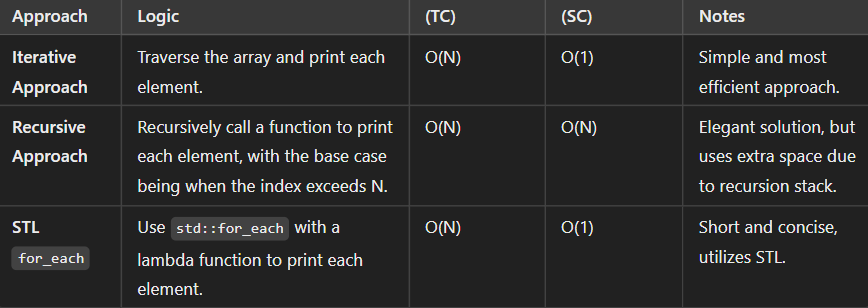 Approach Logic (TC) (SC) Notes
Iterative Approach
Traverse the array and print each
element.
O(N)
O(1)
Simple and most
efficient approach.
Recursive Approach
Recursively call a function to print
each element, with the base case
being when the index exceeds N.
O(N)
O(N)
Elegant solution, but
uses extra space due
to recursion stack.
STL
for_each
Use std::for_each with a
lambda function to print each
element.
O(N)
O(1)
Short and concise,
utilizes STL.